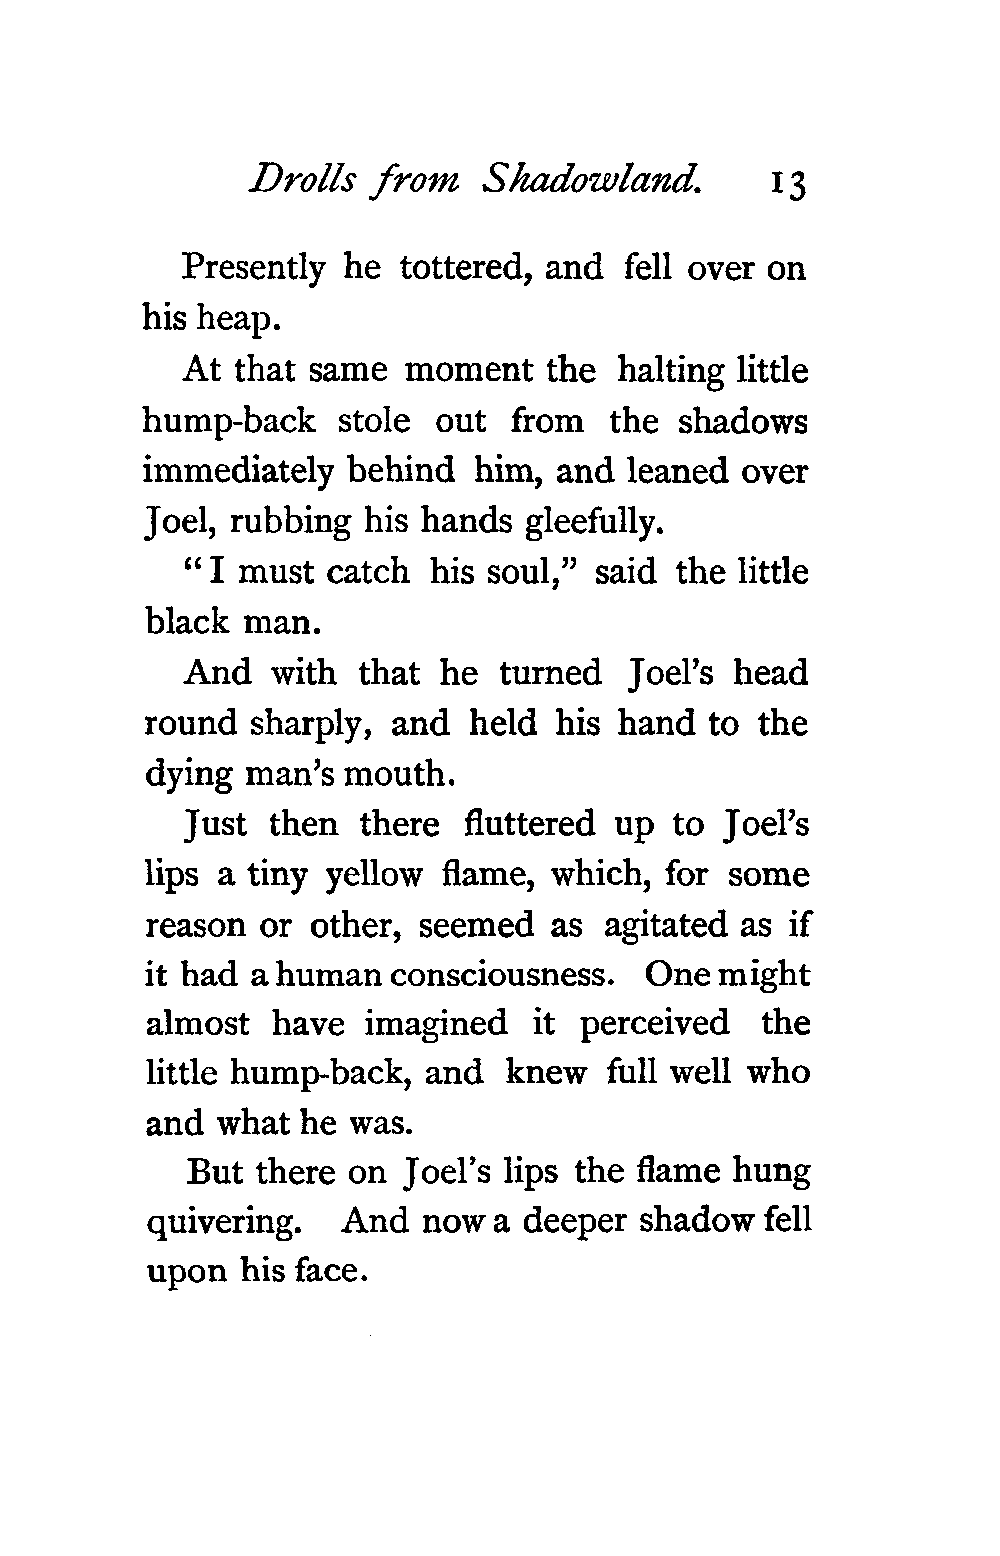 Drolls from Shadowland. 13
Presently he tottered, and fell over on
his heap.
At that same moment the halting little
hump-back stole out from the shadows
immediately behind him, and leaned over
Joel, rubbing his hands gleefully.
“I must catch his soul,” said the little
black man.
And with that he turned Joel’s head
round sharply, and held his hand to the
dying man’s mouth.
Just then there fluttered up to Joel’s
lips a tiny yellow flame, which, for some
reason or other, seemed as agitated as if
it had a human consciousness. One might
almost have imagined it perceived the
little hump-back, and knew full well who
and what he was.
But there on Joel’s lips the flame hung
quivering. And now a deeper shadow fell
upon his face.